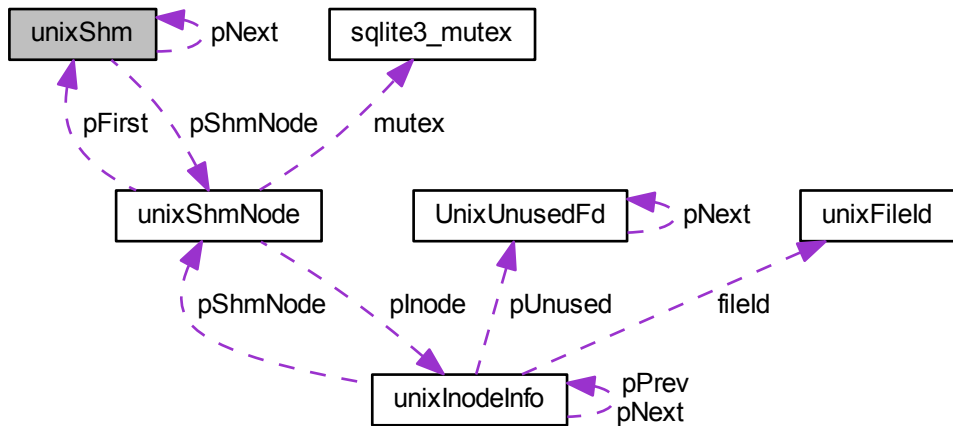 unixShm
pNext
sqlite3_mutex
pFirst
pShmNode
mutex
unixShmNode
UnixUnusedFd
pNext
unixFileId
pShmNode
pInode
pUnused
fileId
unixInodeInfo
pPrev
pNext